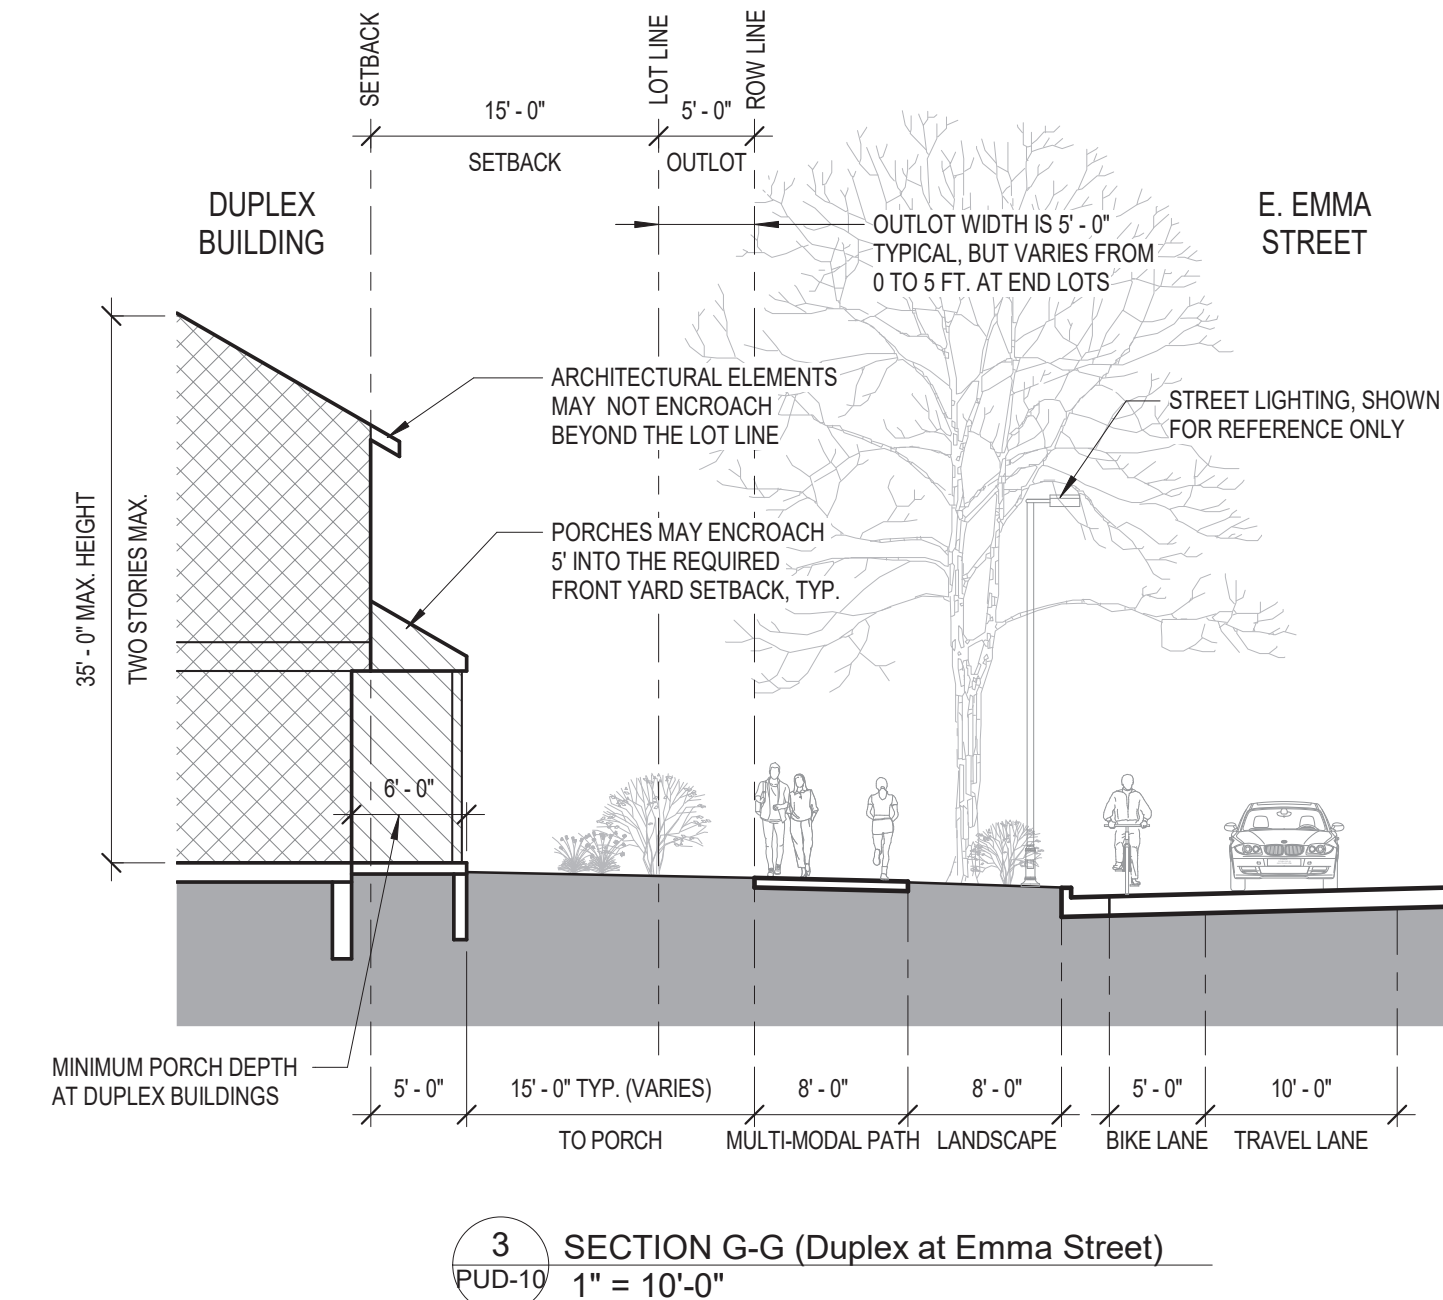 SETBACK
LOT LINE
ROW LINE
15' - 0"
5' - 0"
SETBACK
OUTLOT
DUPLEX
BUILDING
E. EMMA
STREET
OUTLOT WIDTH IS 5' - 0"
TYPICAL, BUT VARIES FROM
0 TO 5 FT. AT END LOTS
ARCHITECTURAL ELEMENTS
MAY NOT ENCROACH
BEYOND THE LOT LINE
STREET LIGHTING, SHOWN
FOR REFERENCE ONLY
35' - 0" MAX. HEIGHT
TWO STORIES MAX.
PORCHES MAY ENCROACH
5' INTO THE REQUIRED
FRONT YARD SETBACK, TYP.
6' - 0"
MINIMUM PORCH DEPTH
AT DUPLEX BUILDINGS
5' - 0"
15' - 0" TYP. (VARIES)
8' - 0"
8' - 0"
5' - 0"
10' - 0"
TO PORCH
MULTI-MODAL PATH
LANDSCAPE
BIKE LANE
TRAVEL LANE
3
PUD-10
SECTION G-G (Duplex at Emma Street)
1" = 10'-0"